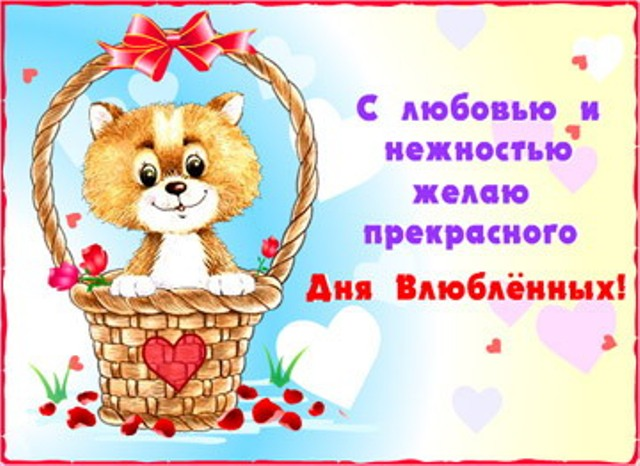 С любовью и
нежностью
желаю
прекрасного
Дня Влюблённых!